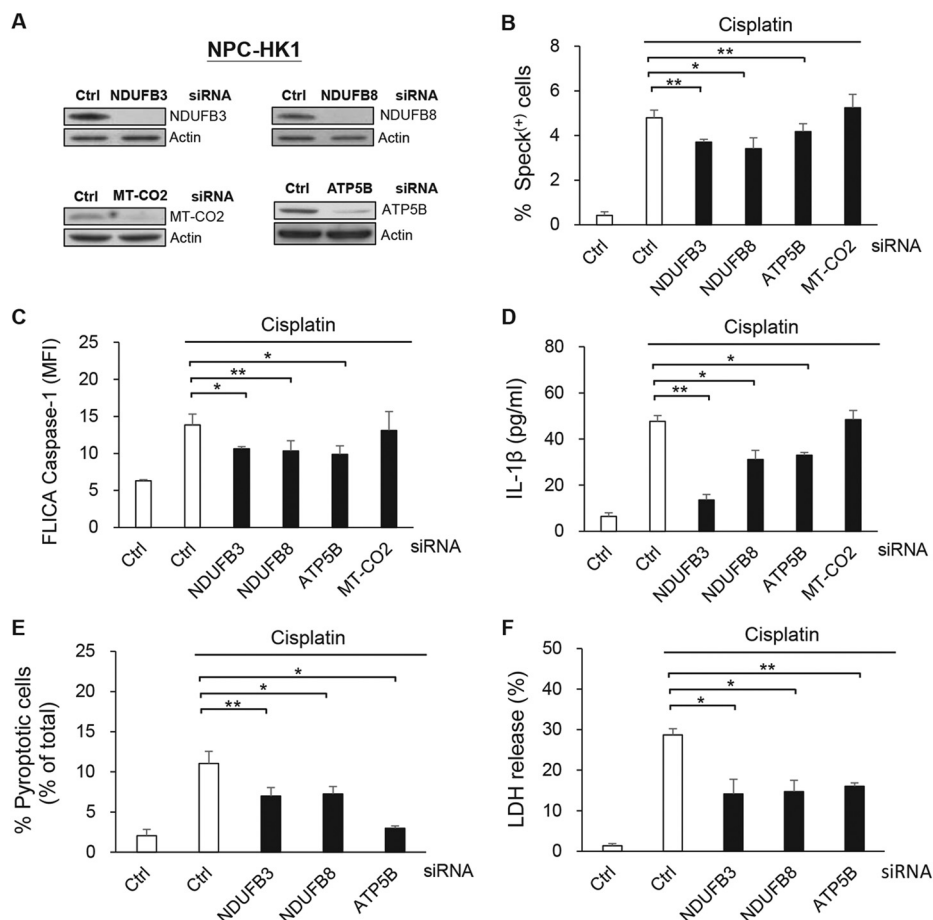 A
NPC-HK1
Ctrl NDUFB3 siRNA
NDUFB3
Actin
Ctrl NDUFB8 siRNA
NDUFB8
Actin
Ctrl MT-CO2 siRNA
MT-CO2
Actin
Ctrl ATP5B siRNA
ATP5B
Actin
B
Cisplatin
% Speck(+) cells
8
6
4
2
0
**
*
**
Ctrl Ctrl NDUFB3 NDUFB8 ATP5B MT-CO2 siRNA
C
Cisplatin
FLICA Caspase-1 (MFI)
25
20
15
10
5
0
*
**
*
Ctrl Ctrl NDUFB3 NDUFB8 ATP5B MT-CO2 siRNA
D
Cisplatin
IL-1β (pg/ml)
80
60
40
20
0
*
*
**
Ctrl Ctrl NDUFB3 NDUFB8 ATP5B MT-CO2 siRNA
E
Cisplatin
% Pyroptotic cells
(% of total)
25
20
15
10
5
0
*
*
**
Ctrl Ctrl NDUFB3 NDUFB8 ATP5B siRNA
F
Cisplatin
LDH release (%)
50
40
30
20
10
0
**
*
*
Ctrl Ctrl NDUFB3 NDUFB8 ATP5B siRNA